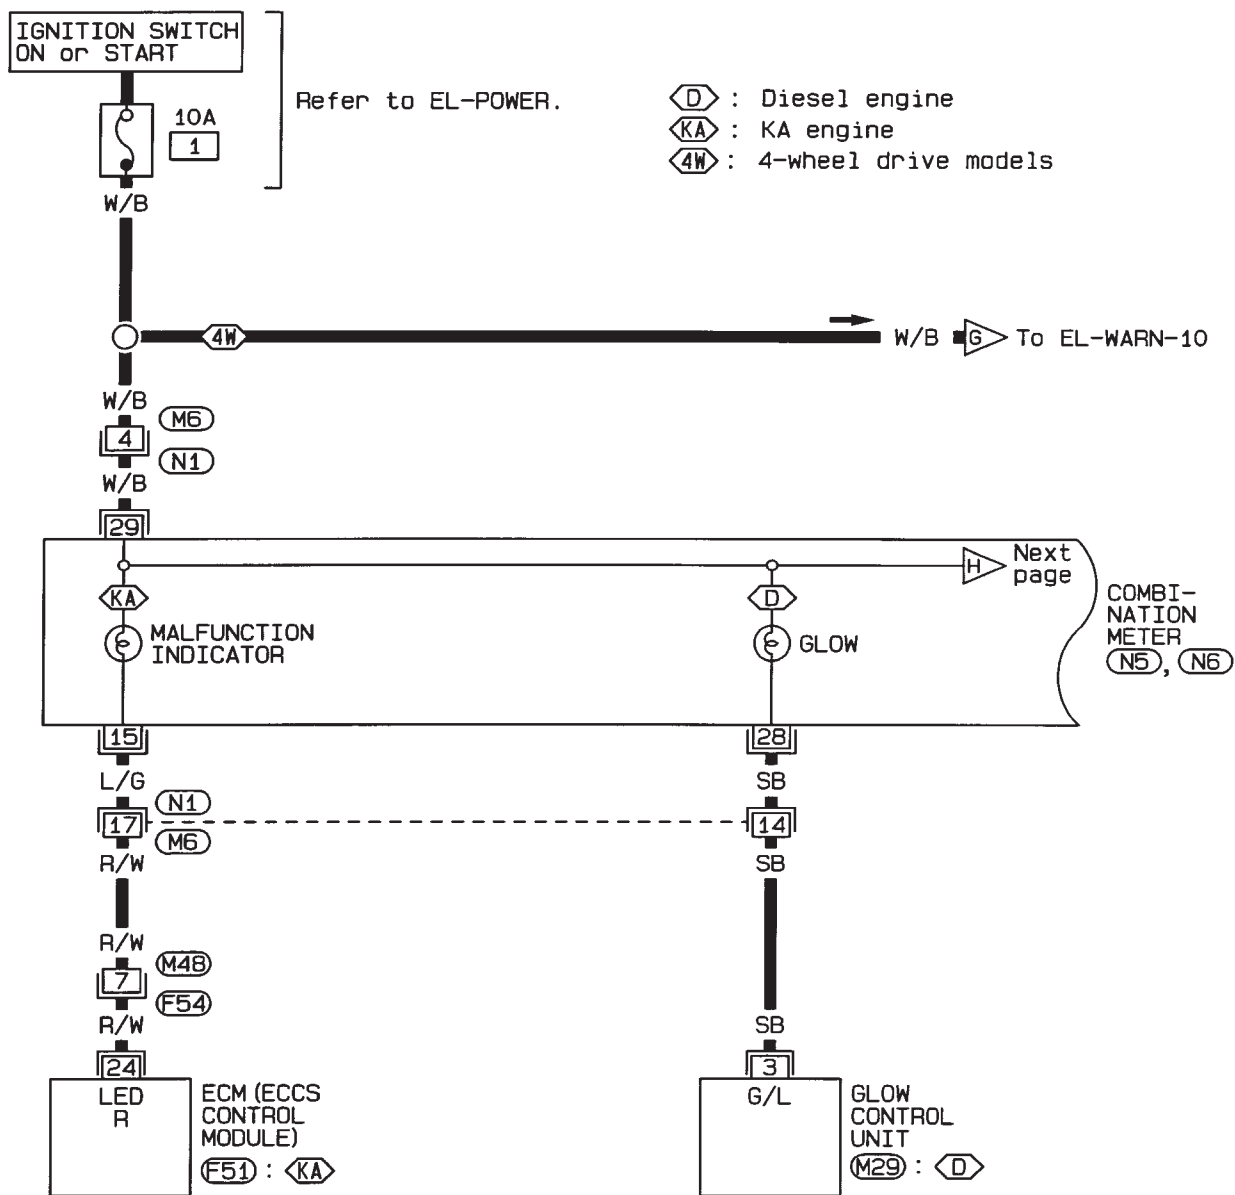 IGNITION SWITCH
ON or START
10A
1
Refer to EL-POWER.
D : Diesel engine
KA : KA engine
4W : 4-wheel drive models
W/B
4W
W/B
G
To EL-WARN-10
W/B
M6
4
N1
W/B
29
H
Next
page
KA
D
MALFUNCTION
INDICATOR
GLOW
COMBI-
NATION
METER
N5, N6
15
28
L/G
SB
N1
17
14
M6
R/W
SB
R/W
M48
7
F54
R/W
SB
24
3
LED
R
ECM (ECCS
CONTROL
MODULE)
F51 : KA
G/L
GLOW
CONTROL
UNIT
M29 : D